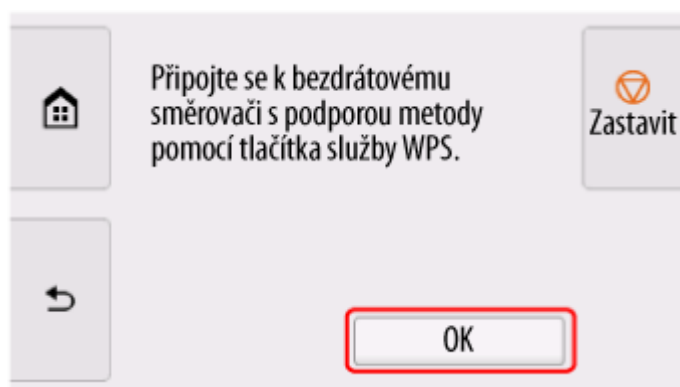 Připojte se k bezdrátovému
směrovači s podporou metody
pomocí tlačítka služby WPS.
Zastavit
OK